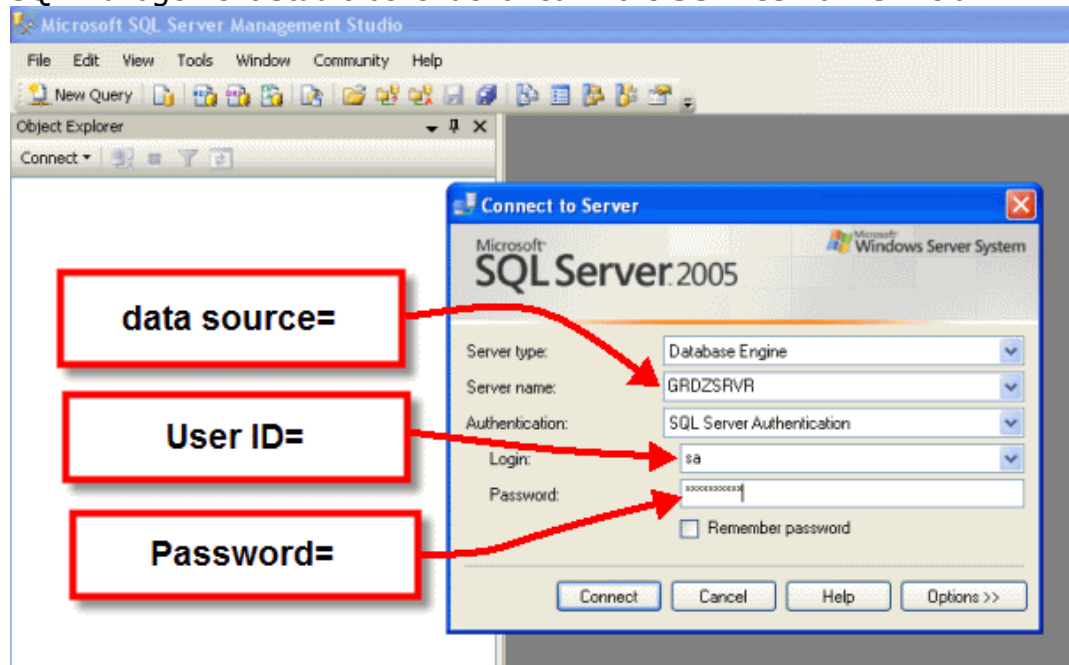 Microsoft SQL Server Management Studio
File Edit View Tools Window Community Help
New Query
Object Explorer
Connect
Connect to Server
Microsoft
SQL Server 2005
Microsoft
Windows Server System
data source=
Server type: Database Engine
Server name: GRDZSRVR
User ID=
Authentication: SQL Server Authentication
Login: sa
Password: xxxxxxxxxxx
Remember password
Password=
Connect Cancel Help Options >>